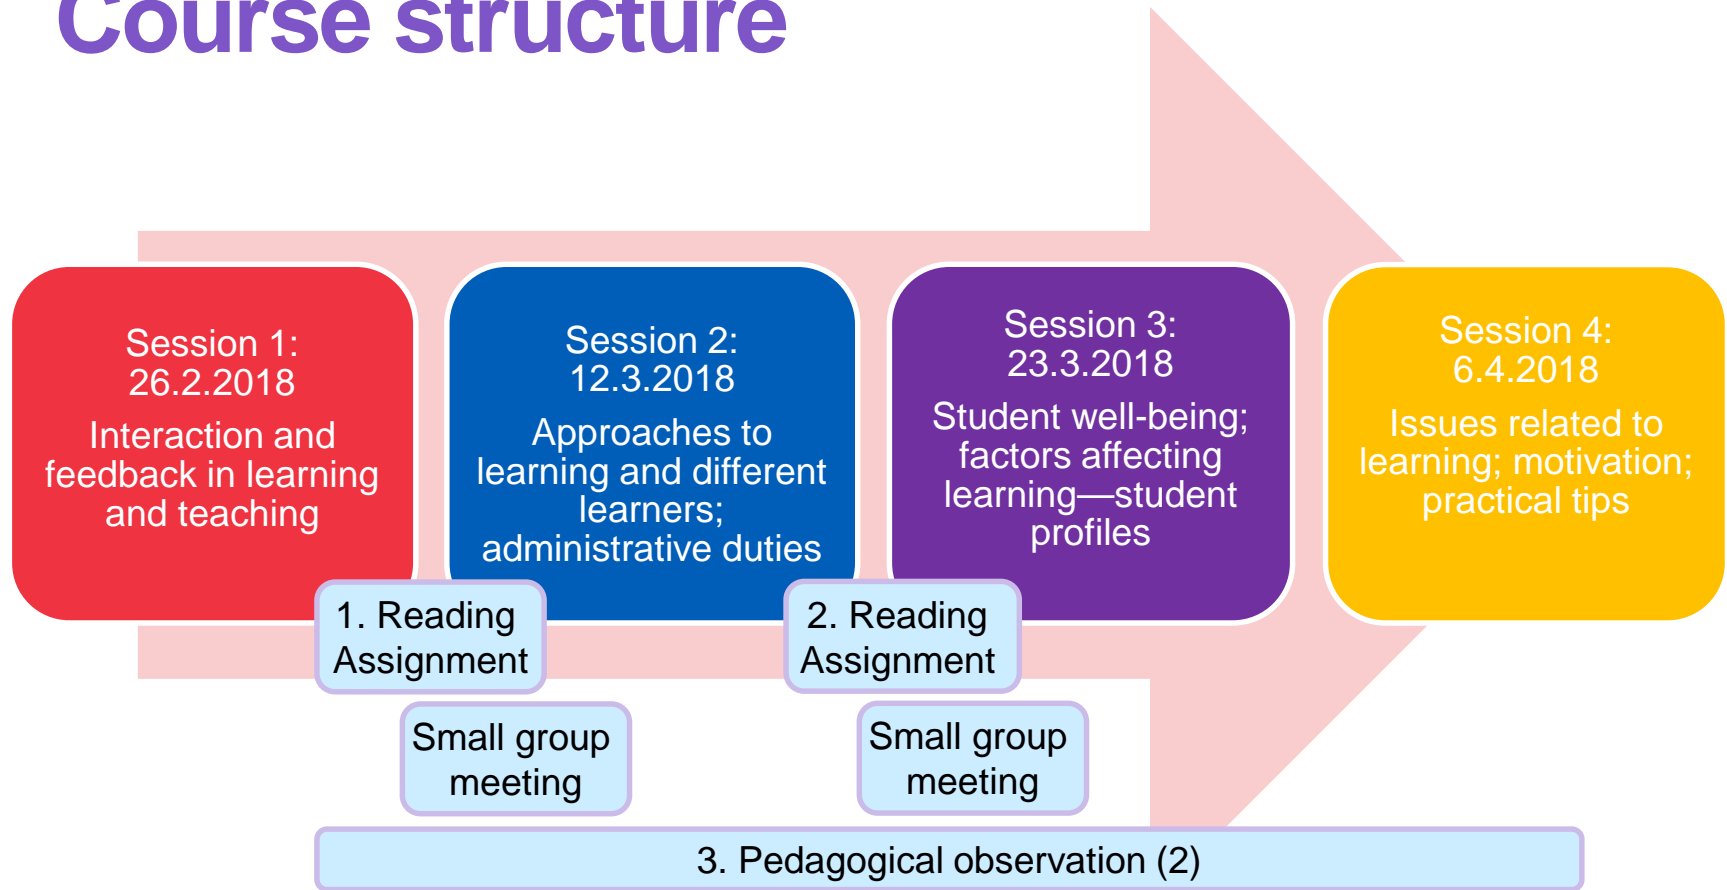 Course structure
Session 1:
26.2.2018
Interaction and
feedback in learning
and teaching
Session 2:
12.3.2018
Approaches to
learning and different
learners;
administrative duties
Session 3:
23.3.2018
Student well-being;
factors affecting
learning—student
profiles
Session 4:
6.4.2018
Issues related to
learning; motivation;
practical tips
1. Reading
Assignment
2. Reading
Assignment
Small group
meeting
Small group
meeting
3. Pedagogical observation (2)